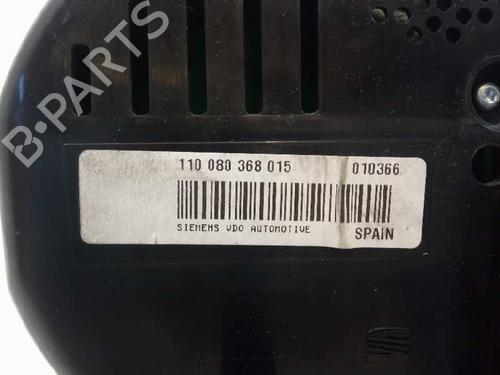 B-PARTS
110 080 368 015 010366
SIEMENS VDO AUTOMOTIVE SPAIN